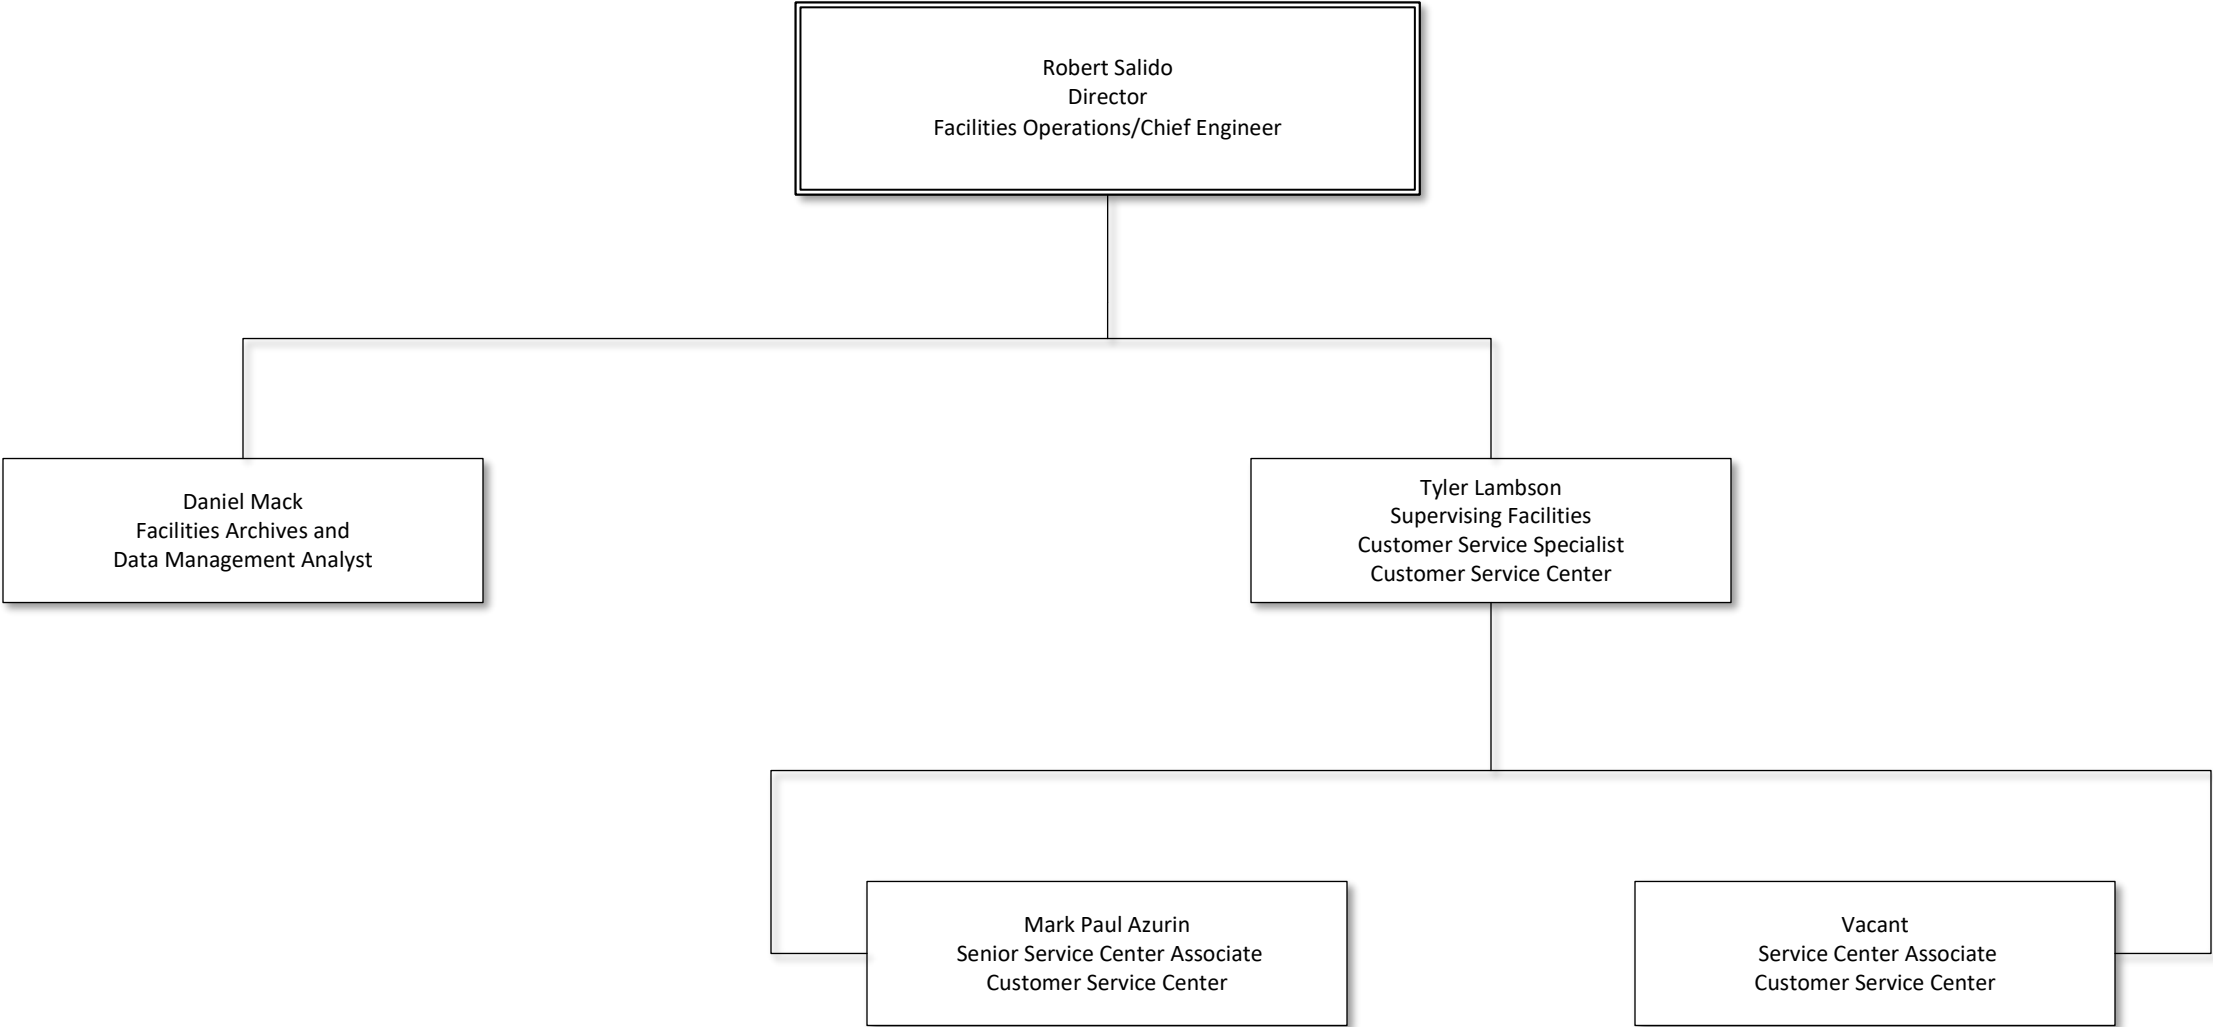 Robert Salido
Director
Facilities Operations/Chief Engineer
Daniel Mack
Facilities Archives and
Data Management Analyst
Tyler Lambson
Supervising Facilities
Customer Service Specialist
Customer Service Center
Mark Paul Azurin
Senior Service Center Associate
Customer Service Center
Vacant
Service Center Associate
Customer Service Center